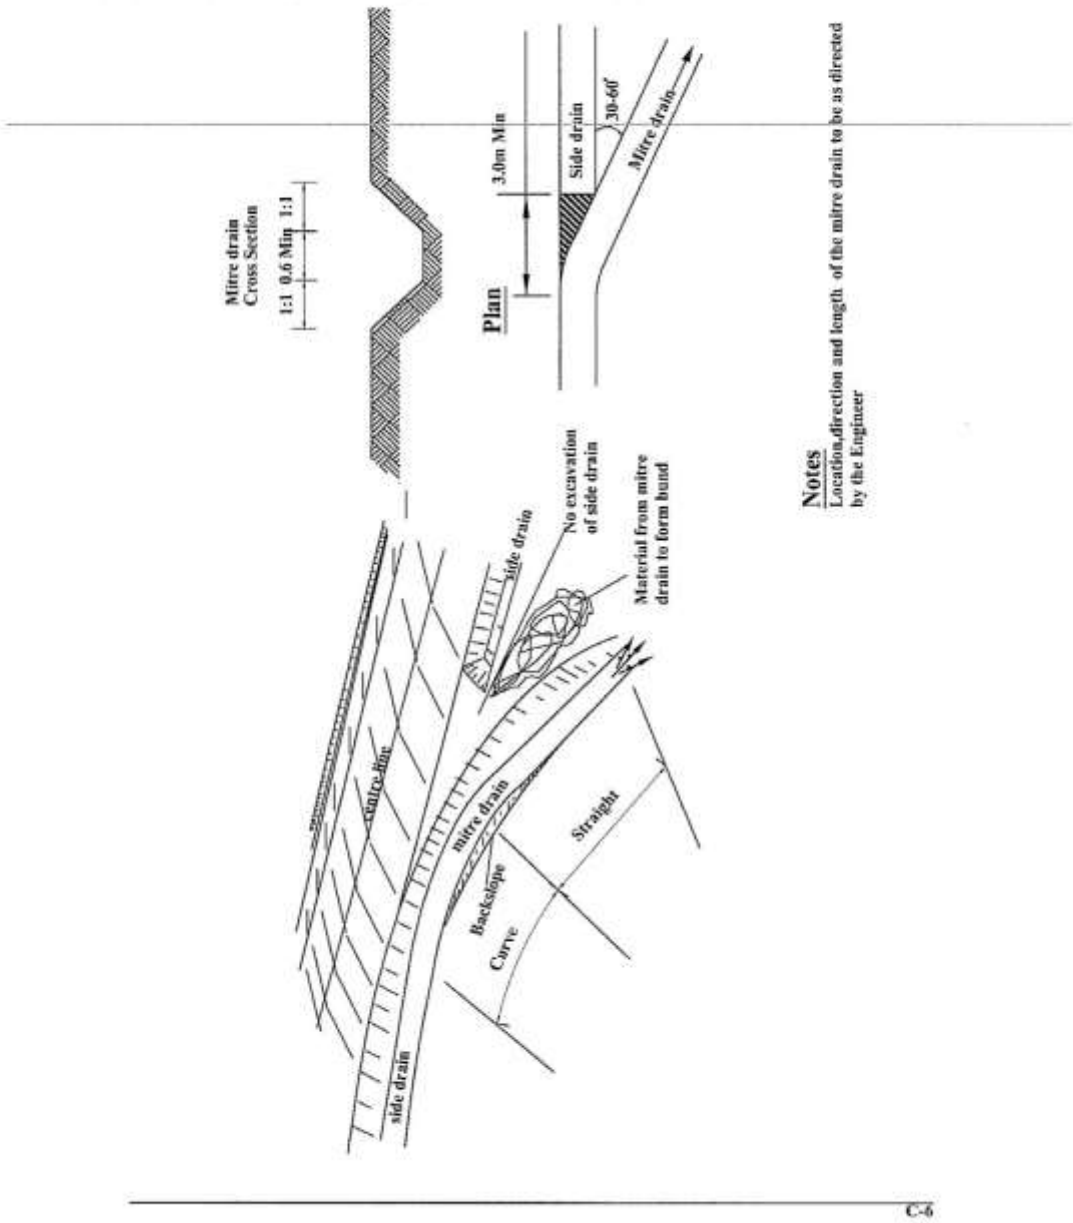 Mitre drain
Cross Section
1:1 0.6 Min 1:1
Plan
3.0m Min
Side drain
30-60°
Mitre drain
side drain
centre line
mitre drain
Backslope
Curve
Straight
side drain
No excavation
of side drain
Material from mitre
drain to form bund
Notes
Location,direction and length of the mitre drain to be as directed
by the Engineer
C-6